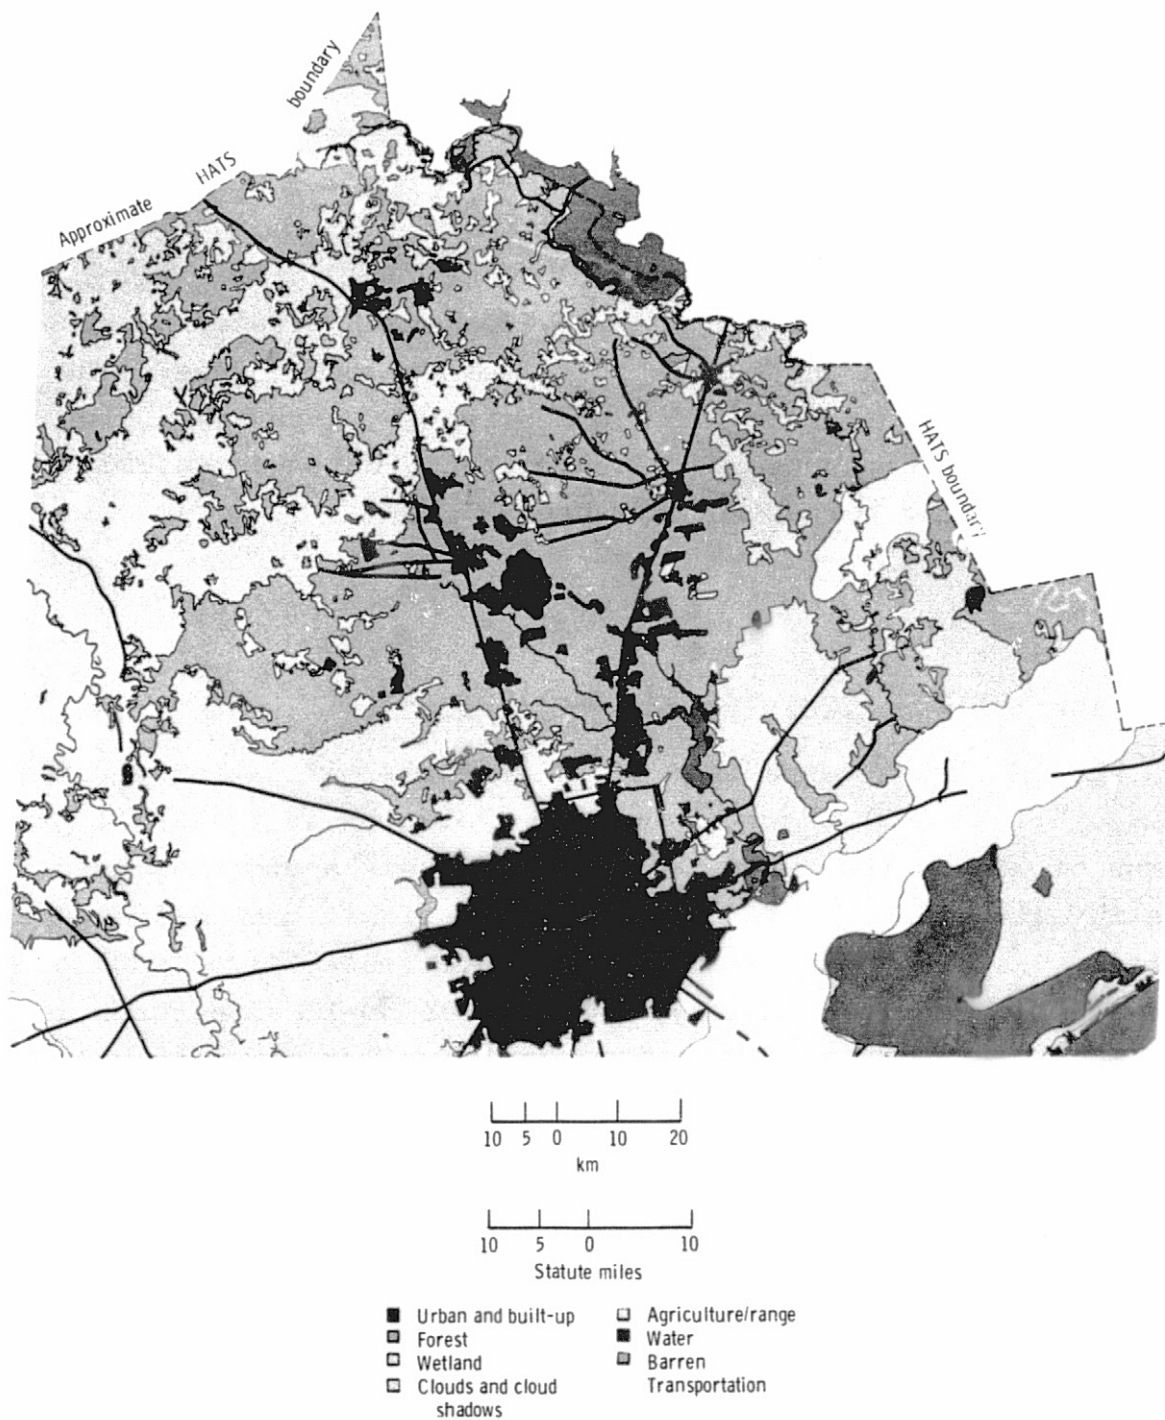 boundary
HATS
Approximate
HATS boundary
10 5 0 10 20
km
10 5 0 10
Statute miles
Urban and built-up
Forest
Wetland
Clouds and cloud
shadows
Agriculture/range
Water
Barren
Transportation